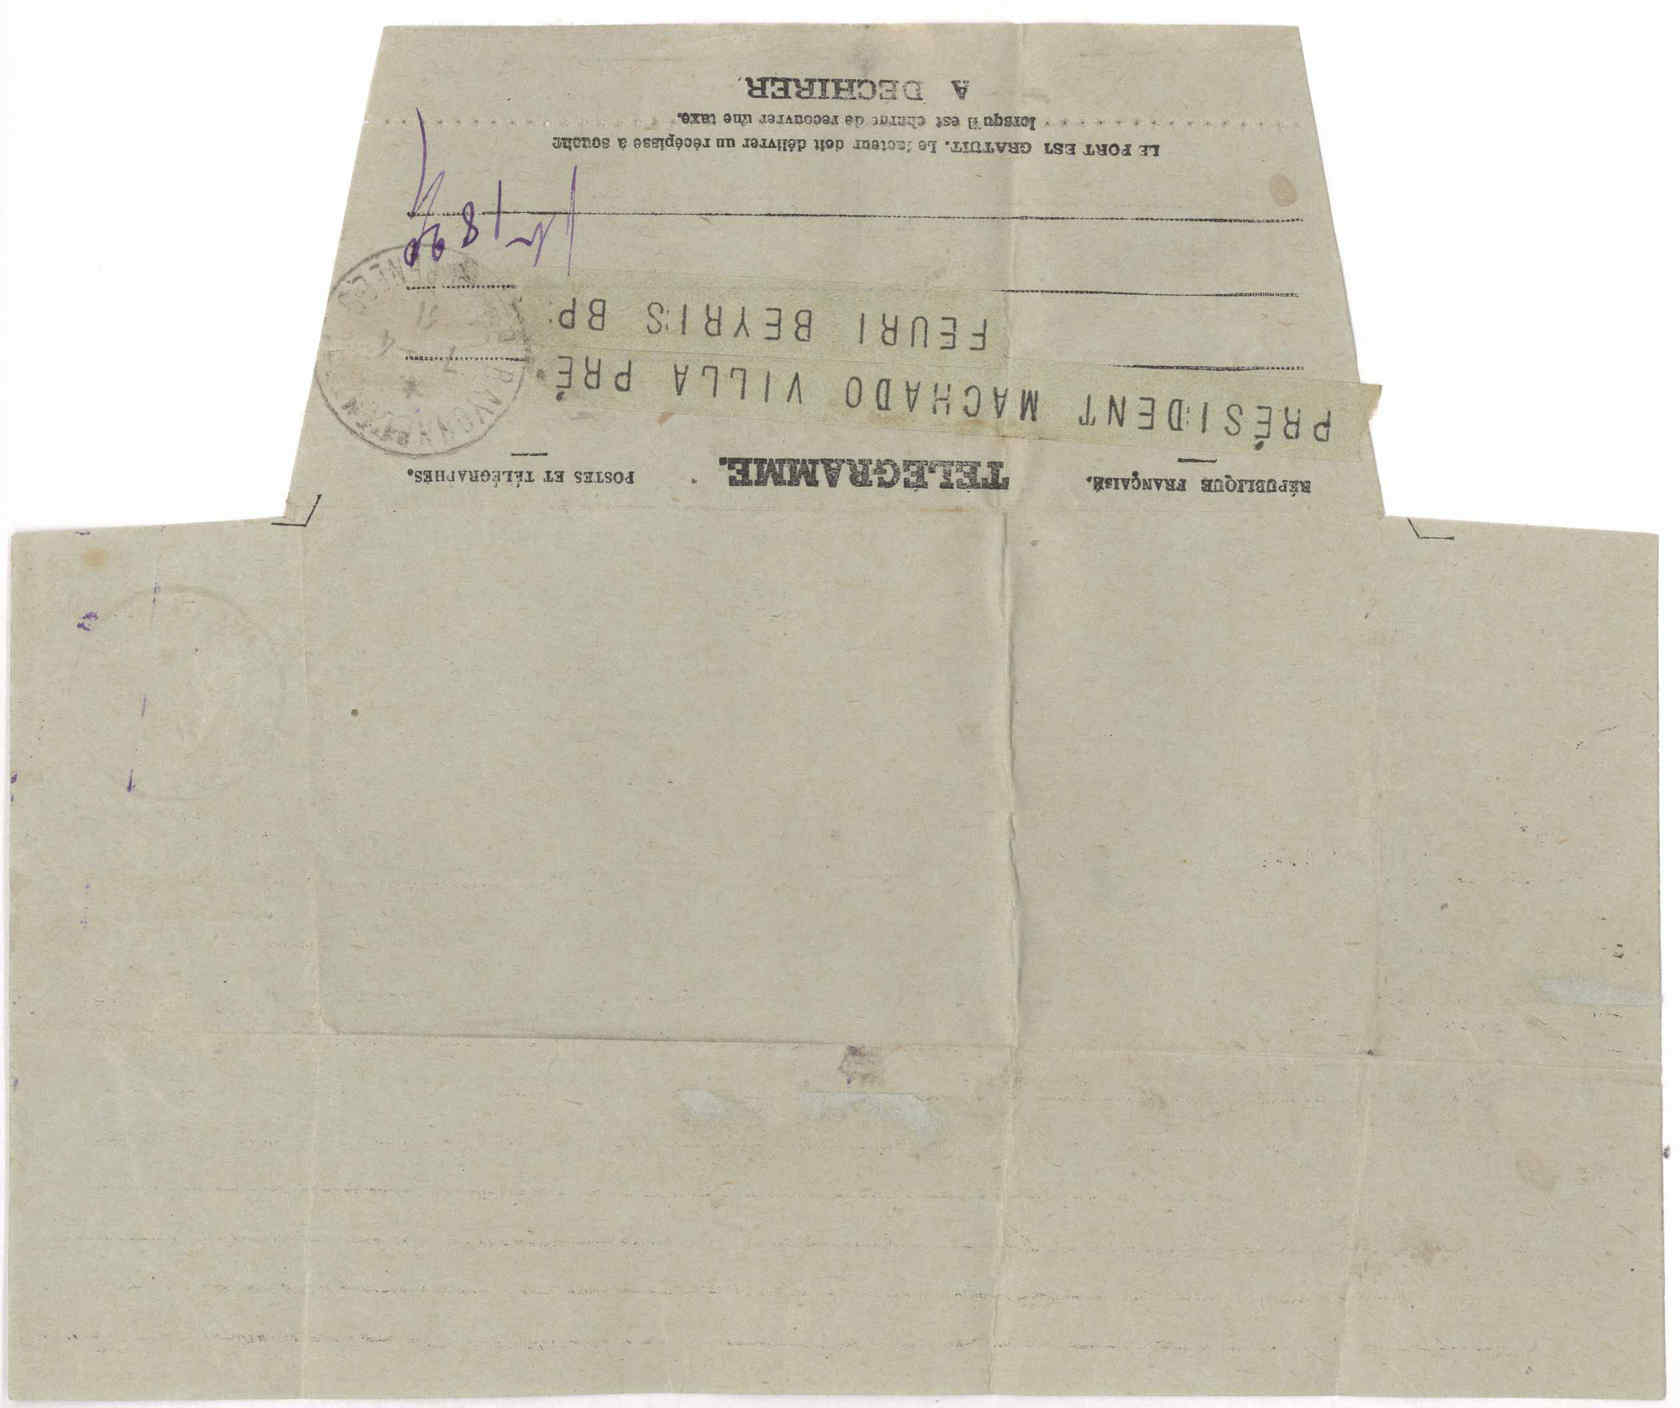 RÉPUBLIQUE FRANÇAISE.
TÉLÉGRAMME.
POSTES ET TÉLÉGRAPHES.
PRÉSIDENT MACHADO VILLA PRÉ
FEURI BEYRIS BP
LE PORT EST GRATUIT. Le facteur doit délivrer un récépissé à souche
lorsqu'il est chargé de recouvrer une taxe.
A DÉCHIRER.